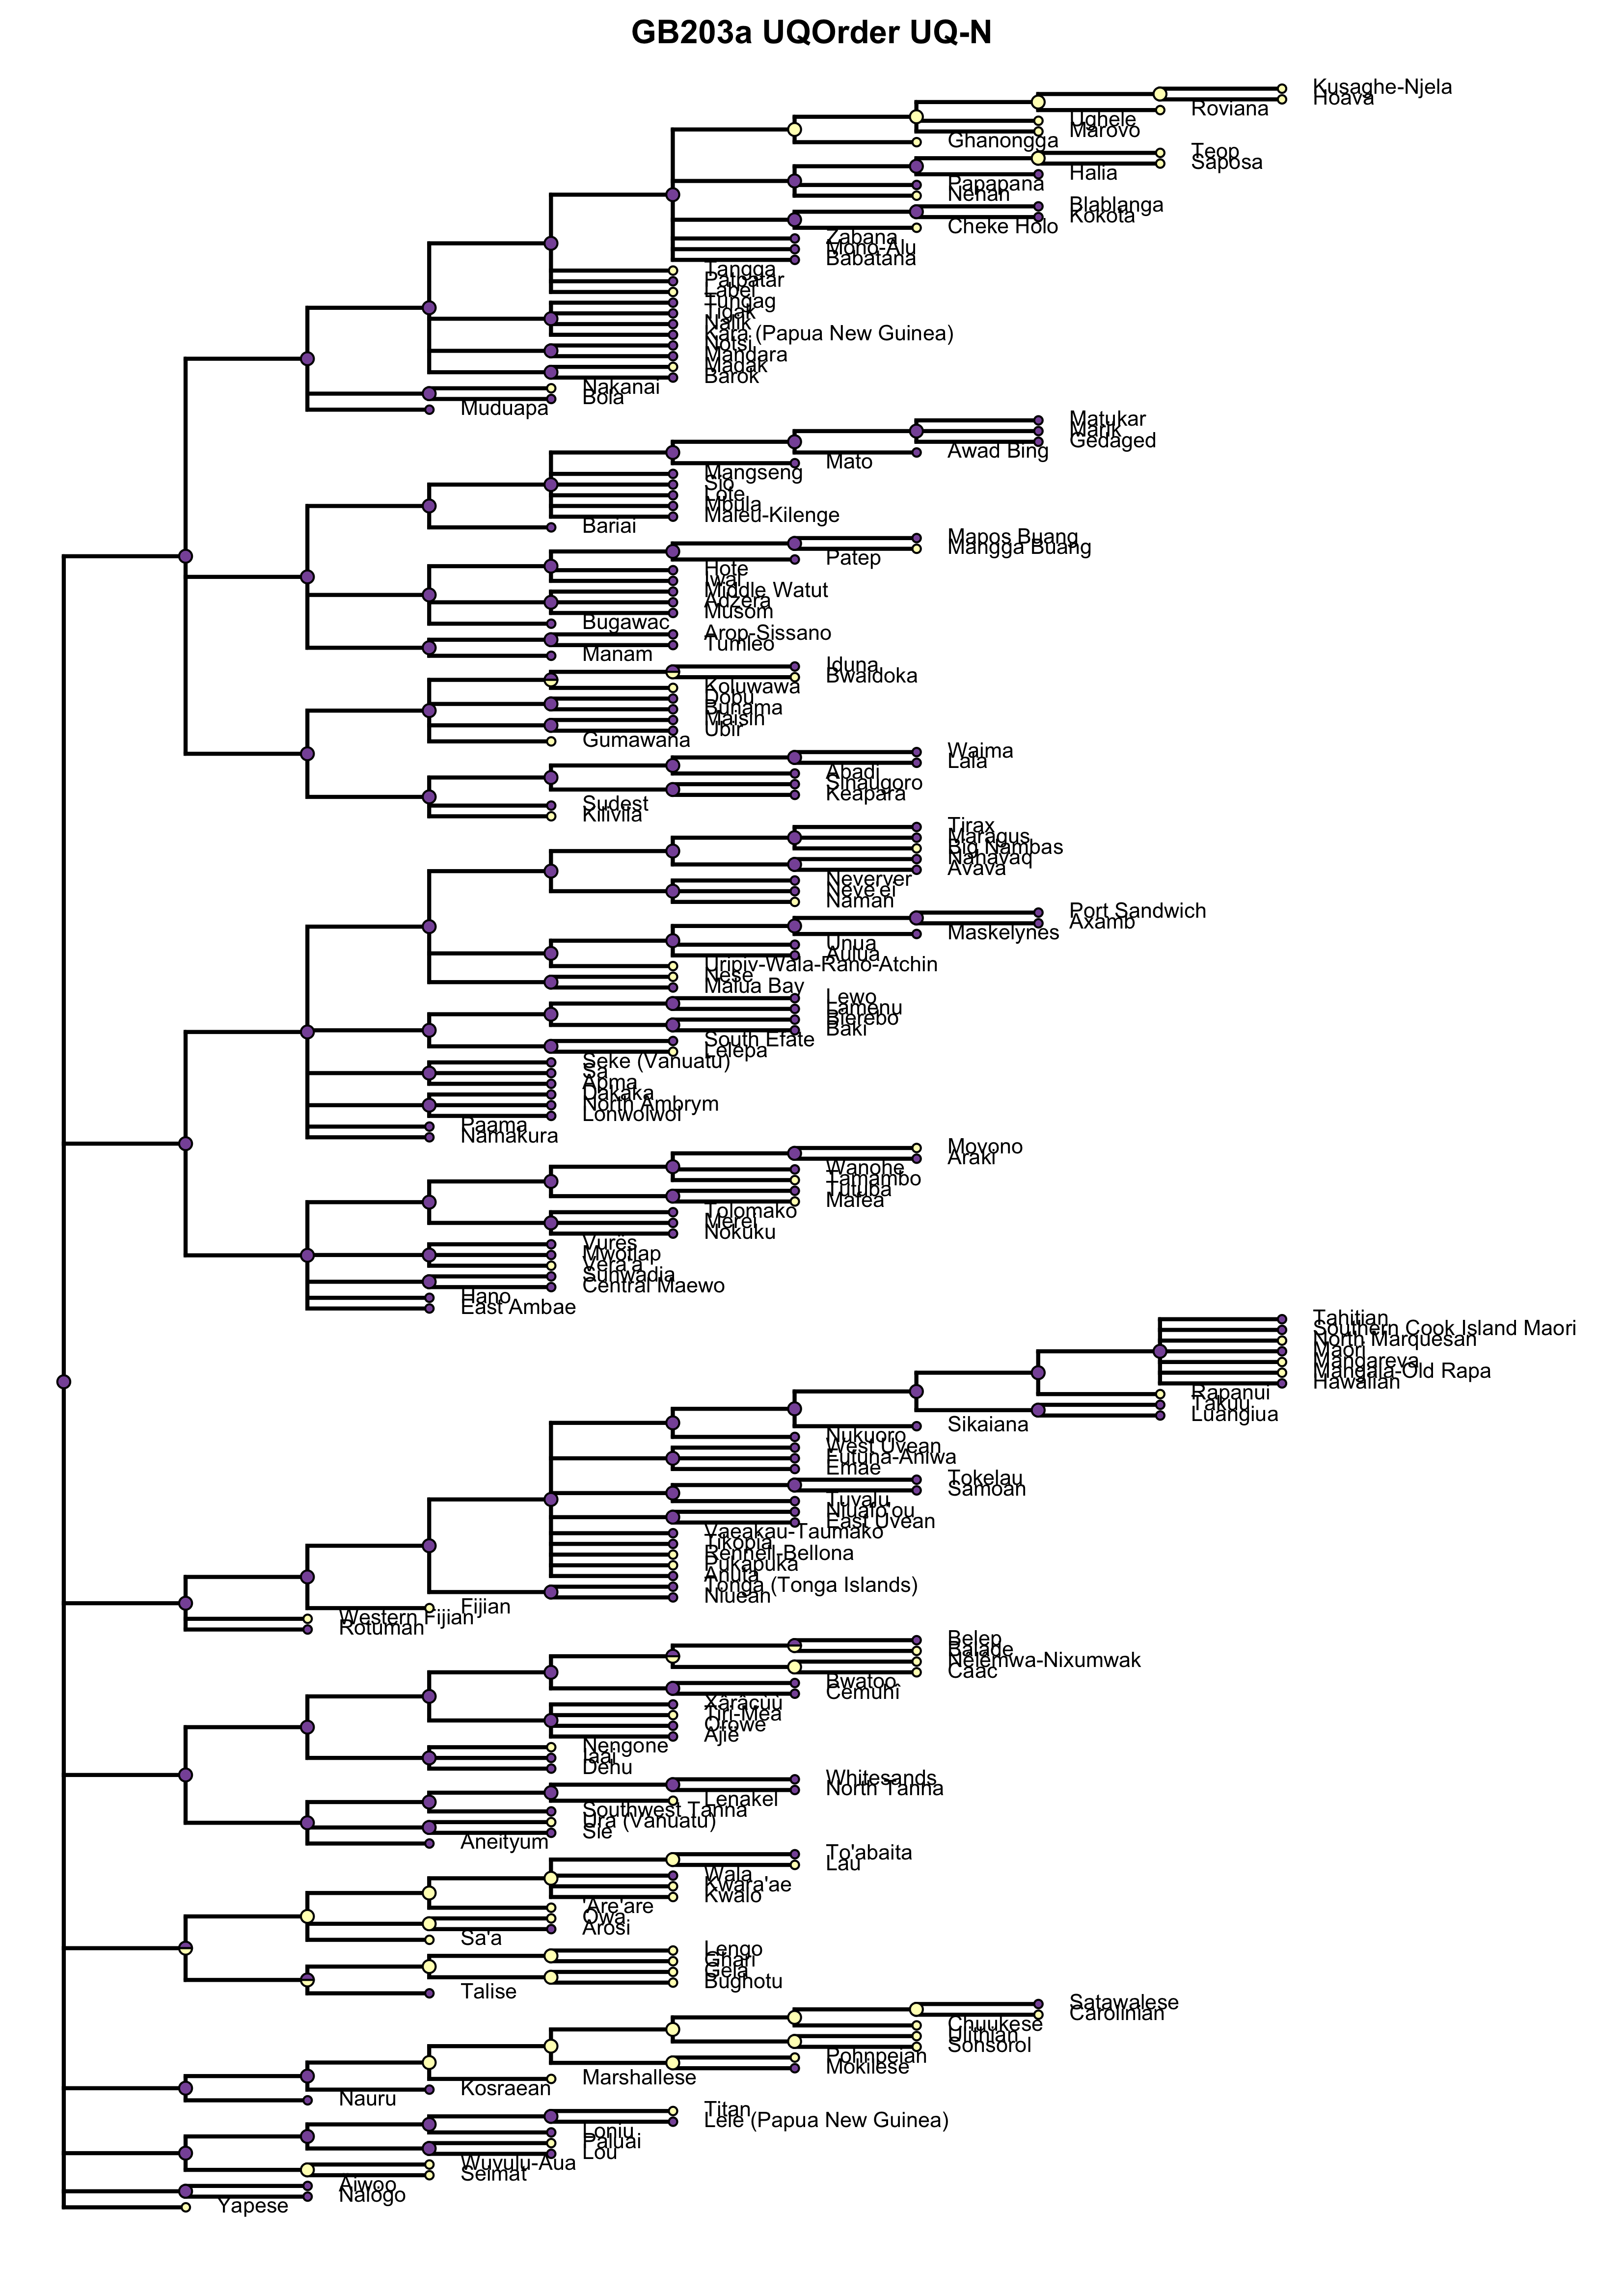 GB203a UQOrder UQ-N
Kusaghe-Njela
Hoava
Roviana
Ughele
Marovo
Ghanongga
Teop
Saposa
Halia
Papapana
Nehan
Blablanga
Kokota
Cheke Holo
Zabana
Mono-Alu
Babatana
Tangga
Patpatar
Label
Tungag
Tigak
Nalik
Kara (Papua New Guinea)
Notsi
Mandara
Madak
Barok
Nakanai
Bola
Muduapa
Matukar
Marik
Gedaged
Awad Bing
Mato
Mangseng
Sio
Lote
Mbula
Maleu-Kilenge
Bariai
Mapos Buang
Mangga Buang
Patep
Hote
Iwal
Middle Watut
Adzera
Musom
Bugawac
Arop-Sissano
Tumleo
Manam
Iduna
Bwaidoka
Koluwawa
Dobu
Bunama
Maisin
Ubir
Gumawana
Waima
Lala
Abadi
Sinaugoro
Keapara
Sudest
Kilivila
Tirax
Maragus
Big Nambas
Nahavaq
Avava
Neverver
Neve'ei
Naman
Port Sandwich
Axamb
Maskelynes
Unua
Aulua
Uripiv-Wala-Rano-Atchin
Nese
Malua Bay
Lewo
Lamenu
Bierebo
Baki
South Efate
Lelepa
Seke (Vanuatu)
Sa
Apma
Dakaka
North Ambrym
Lonwolwol
Paama
Namakura
Movono
Araki
Wanohe
Tamambo
Tutuba
Mafea
Tolomako
Merei
Nokuku
Vurës
Mwotlap
Vera'a
Sunwadia
Central Maewo
Hano
East Ambae
Tahitian
Southern Cook Island Maori
North Marquesan
Maori
Mangareva
Mangaia-Old Rapa
Hawaiian
Rapanui
Takuu
Luangiua
Sikaiana
Nukuoro
West Uvean
Futuna-Aniwa
Emae
Tokelau
Samoan
Tuvalu
Niuafo'ou
East Uvean
Vaeakau-Taumako
Tikopia
Rennell-Bellona
Pukapuka
Anuta
Tonga (Tonga Islands)
Niuean
Fijian
Western Fijian
Rotuman
Belep
Balade
Nelemwa-Nixumwak
Caac
Bwatoo
Cemuhî
Xârâcùù
Tiri-Mea
Orowe
Ajië
Nengone
Iaai
Dehu
Whitesands
North Tanna
Lenakel
Southwest Tanna
Ura (Vanuatu)
Sie
Aneityum
To'abaita
Lau
Wala
Kwara'ae
Kwaio
'Are'are
Owa
Arosi
Sa'a
Lengo
Ghari
Gela
Bughotu
Talise
Satawalese
Carolinian
Chuukese
Ulithian
Sonsorol
Pohnpeian
Mokilese
Marshallese
Kosraean
Nauru
Titan
Lele (Papua New Guinea)
Loniu
Paluai
Lou
Wuvulu-Aua
Seimat
Aiwoo
Nalögo
Yapese